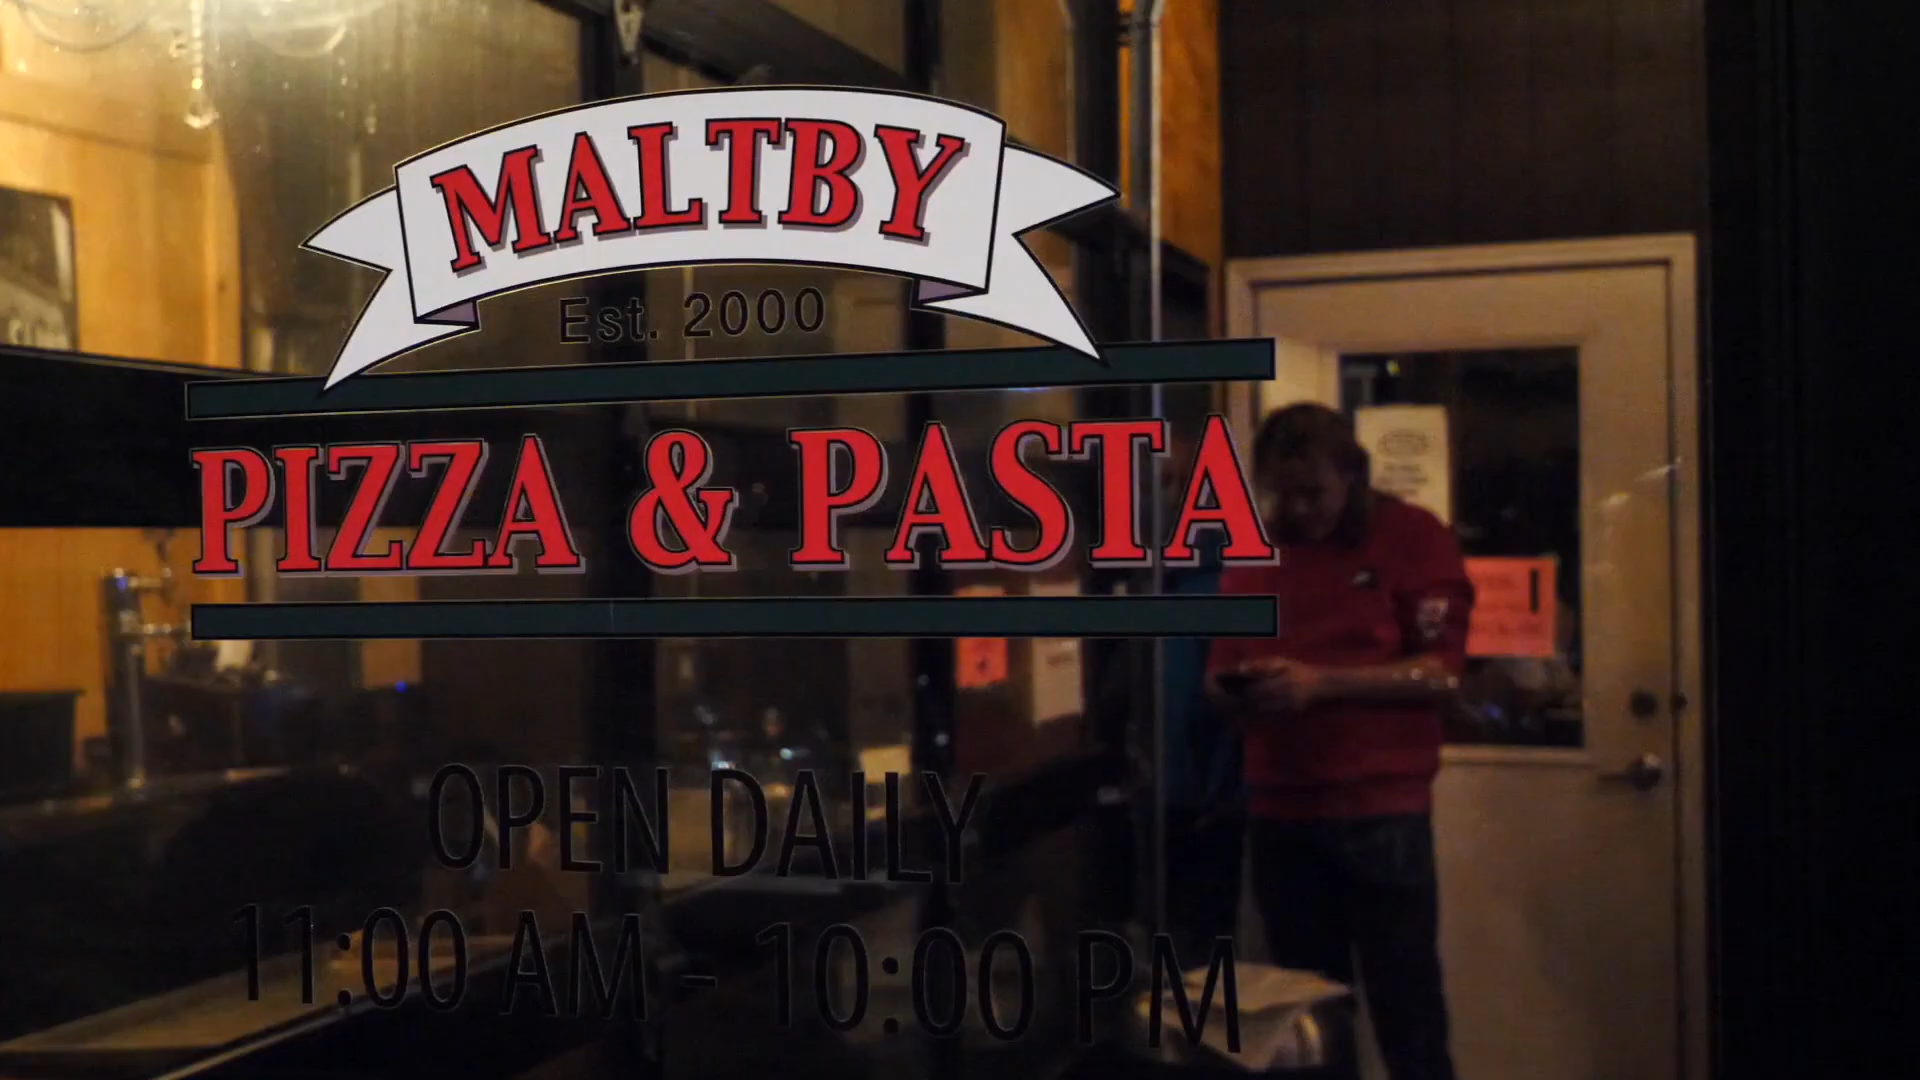 MALTBY
Est. 2000
PIZZA & PASTA
OPEN DAILY
11:00 AM - 10:00 PM